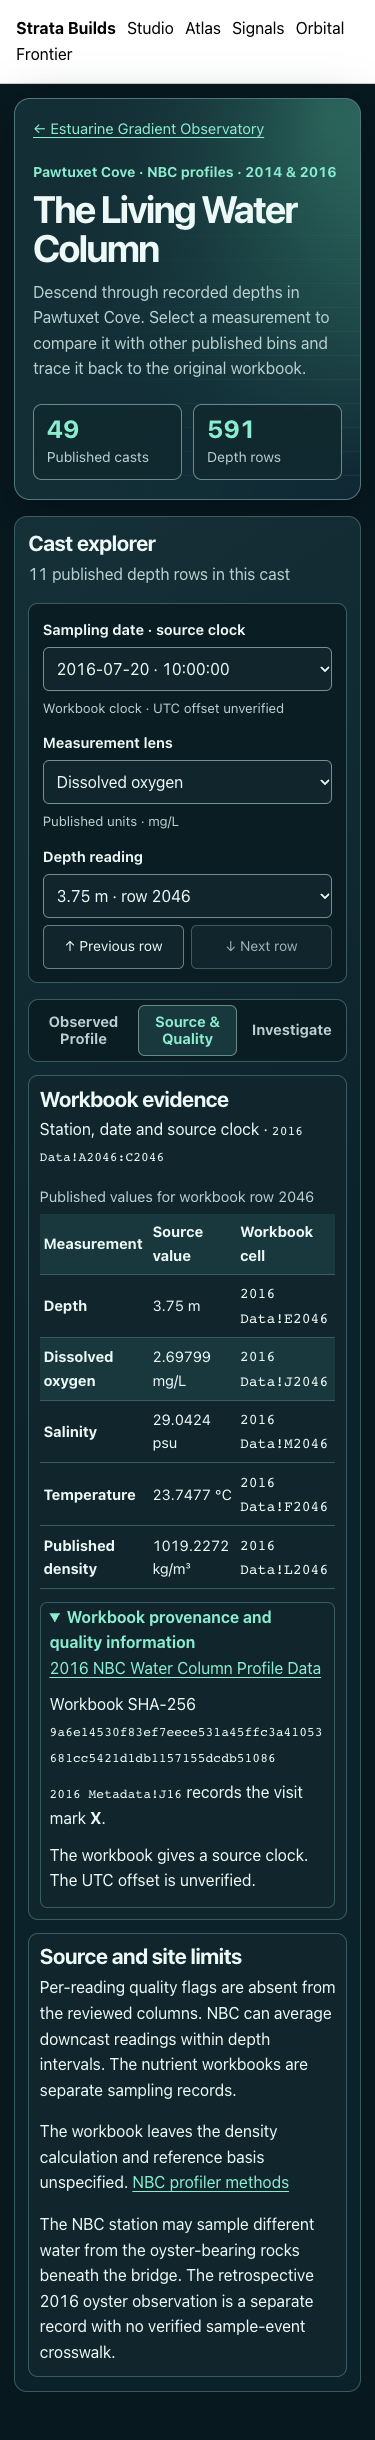 Strata Builds Studio Atlas Signals Orbital
Frontier
← Estuarine Gradient Observatory
Pawtuxet Cove · NBC profiles · 2014 & 2016
The Living Water
Column
Descend through recorded depths in
Pawtuxet Cove. Select a measurement to
compare it with other published bins and
trace it back to the original workbook.
49
Published casts
591
Depth rows
Cast explorer
11 published depth rows in this cast
Sampling date · source clock
2016-07-20 · 10:00:00
Workbook clock · UTC offset unverified
Measurement lens
Dissolved oxygen
Published units · mg/L
Depth reading
3.75 m · row 2046
↑ Previous row
↓ Next row
Observed
Profile
Source &
Quality
Investigate
Workbook evidence
Station, date and source clock · 2016
Data!A2046:C2046
Published values for workbook row 2046
Measurement
Source
value
Workbook
cell
Depth
3.75 m
2016
Data!E2046
Dissolved
oxygen
2.69799
mg/L
2016
Data!J2046
Salinity
29.0424
psu
2016
Data!M2046
Temperature
23.7477 °C
2016
Data!F2046
Published
density
1019.2272
kg/m³
2016
Data!L2046
▼ Workbook provenance and
quality information
2016 NBC Water Column Profile Data
Workbook SHA-256
9a6e14530f83ef7eece531a45ffc3a41053
681cc5421d1db1157155dcdb51086
2016 Metadata!J16 records the visit
mark X.
The workbook gives a source clock.
The UTC offset is unverified.
Source and site limits
Per-reading quality flags are absent from
the reviewed columns. NBC can average
downcast readings within depth
intervals. The nutrient workbooks are
separate sampling records.
The workbook leaves the density
calculation and reference basis
unspecified. NBC profiler methods
The NBC station may sample different
water from the oyster-bearing rocks
beneath the bridge. The retrospective
2016 oyster observation is a separate
record with no verified sample-event
crosswalk.